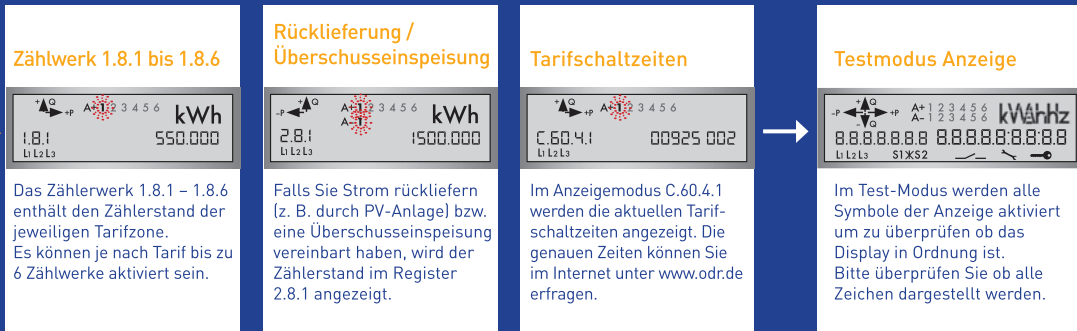 Zählwerk 1.8.1 bis 1.8.6
+ Q
+P
A+ 1 2 3 4 5 6
kWh
1.8.1
550.000
L1 L2 L3
Das Zählerwerk 1.8.1 – 1.8.6
enthält den Zählerstand der
jeweiligen Tarifzone.
Es können je nach Tarif bis zu
6 Zählwerke aktiviert sein.
Rücklieferung /
Überschusseinspeisung
+ Q
-P
A+ 1 2 3 4 5 6
A- 1
kWh
2.8.1
1500.000
L1 L2 L3
Falls Sie Strom rückliefern
(z. B. durch PV-Anlage) bzw.
eine Überschusseinspeisung
vereinbart haben, wird der
Zählerstand im Register
2.8.1 angezeigt.
Tarifschaltzeiten
+ Q
+P
A+ 1 2 3 4 5 6
C.60.4.1
00925 002
L1 L2 L3
Im Anzeigemodus C.60.4.1
werden die aktuellen Tarif-
schaltzeiten angezeigt. Die
genauen Zeiten können Sie
im Internet unter www.odr.de
erfragen.
Testmodus Anzeige
+ Q
-P +P
- Q
A+ 1 2 3 4 5 6
A- 1 2 3 4 5 6
8.8.8.8.8.8.8 8.8.8.8.8:8.8:8.8
L1 L2 L3
S1 S2
Im Test-Modus werden alle
Symbole der Anzeige aktiviert
um zu überprüfen ob das
Display in Ordnung ist.
Bitte überprüfen Sie ob alle
Zeichen dargestellt werden.